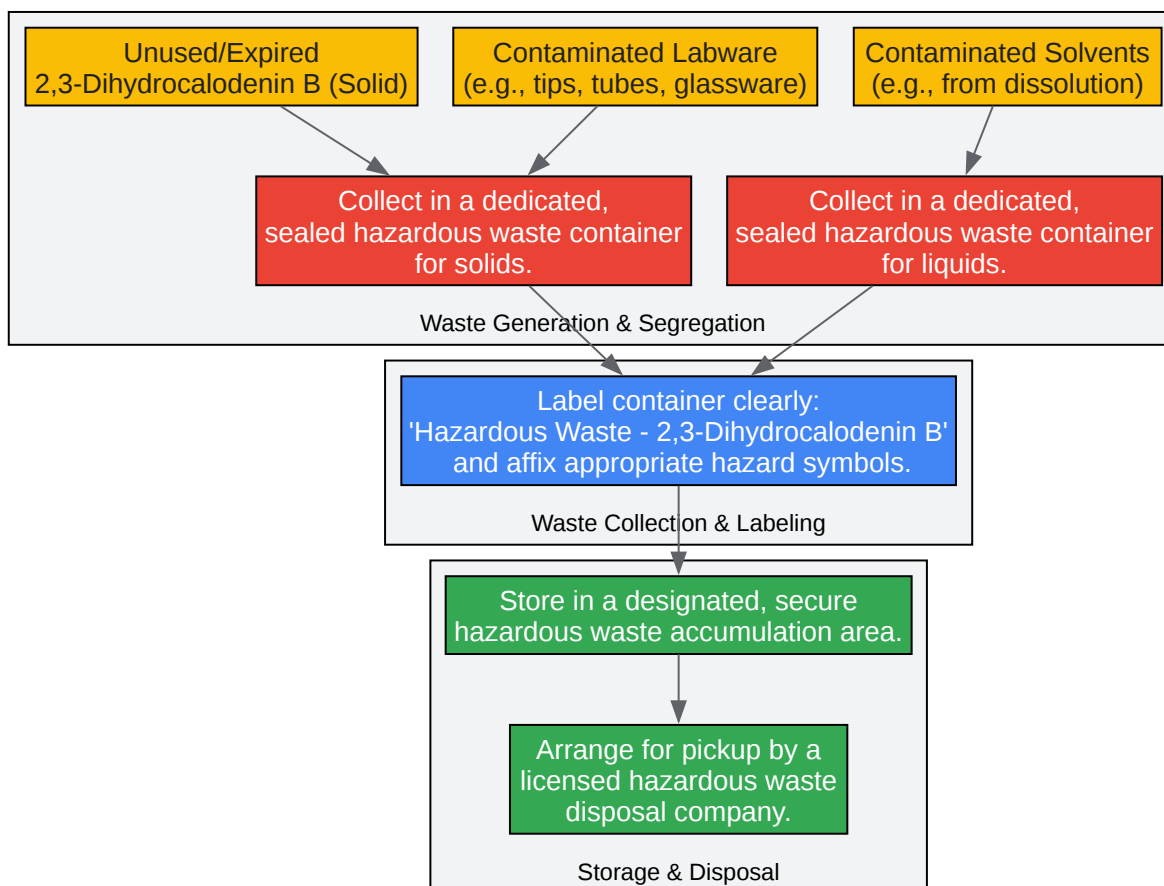 Unused/Expired
2,3-Dihydrocalodenin B (Solid)
Contaminated Labware
(e.g., tips, tubes, glassware)
Contaminated Solvents
(e.g., from dissolution)
Collect in a dedicated,
sealed hazardous waste container
for solids.
Collect in a dedicated,
sealed hazardous waste container
for liquids.
Waste Generation & Segregation
Label container clearly:
'Hazardous Waste - 2,3-Dihydrocalodenin B'
and affix appropriate hazard symbols.
Waste Collection & Labeling
Store in a designated, secure
hazardous waste accumulation area.
Arrange for pickup by a
licensed hazardous waste
disposal company.
Storage & Disposal